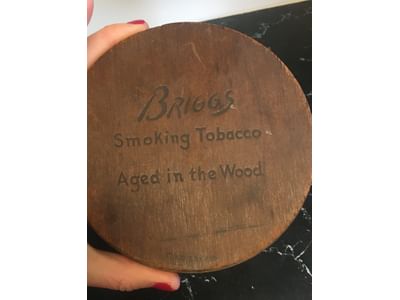 BRIGGS
Smoking Tobacco
Aged in the Wood